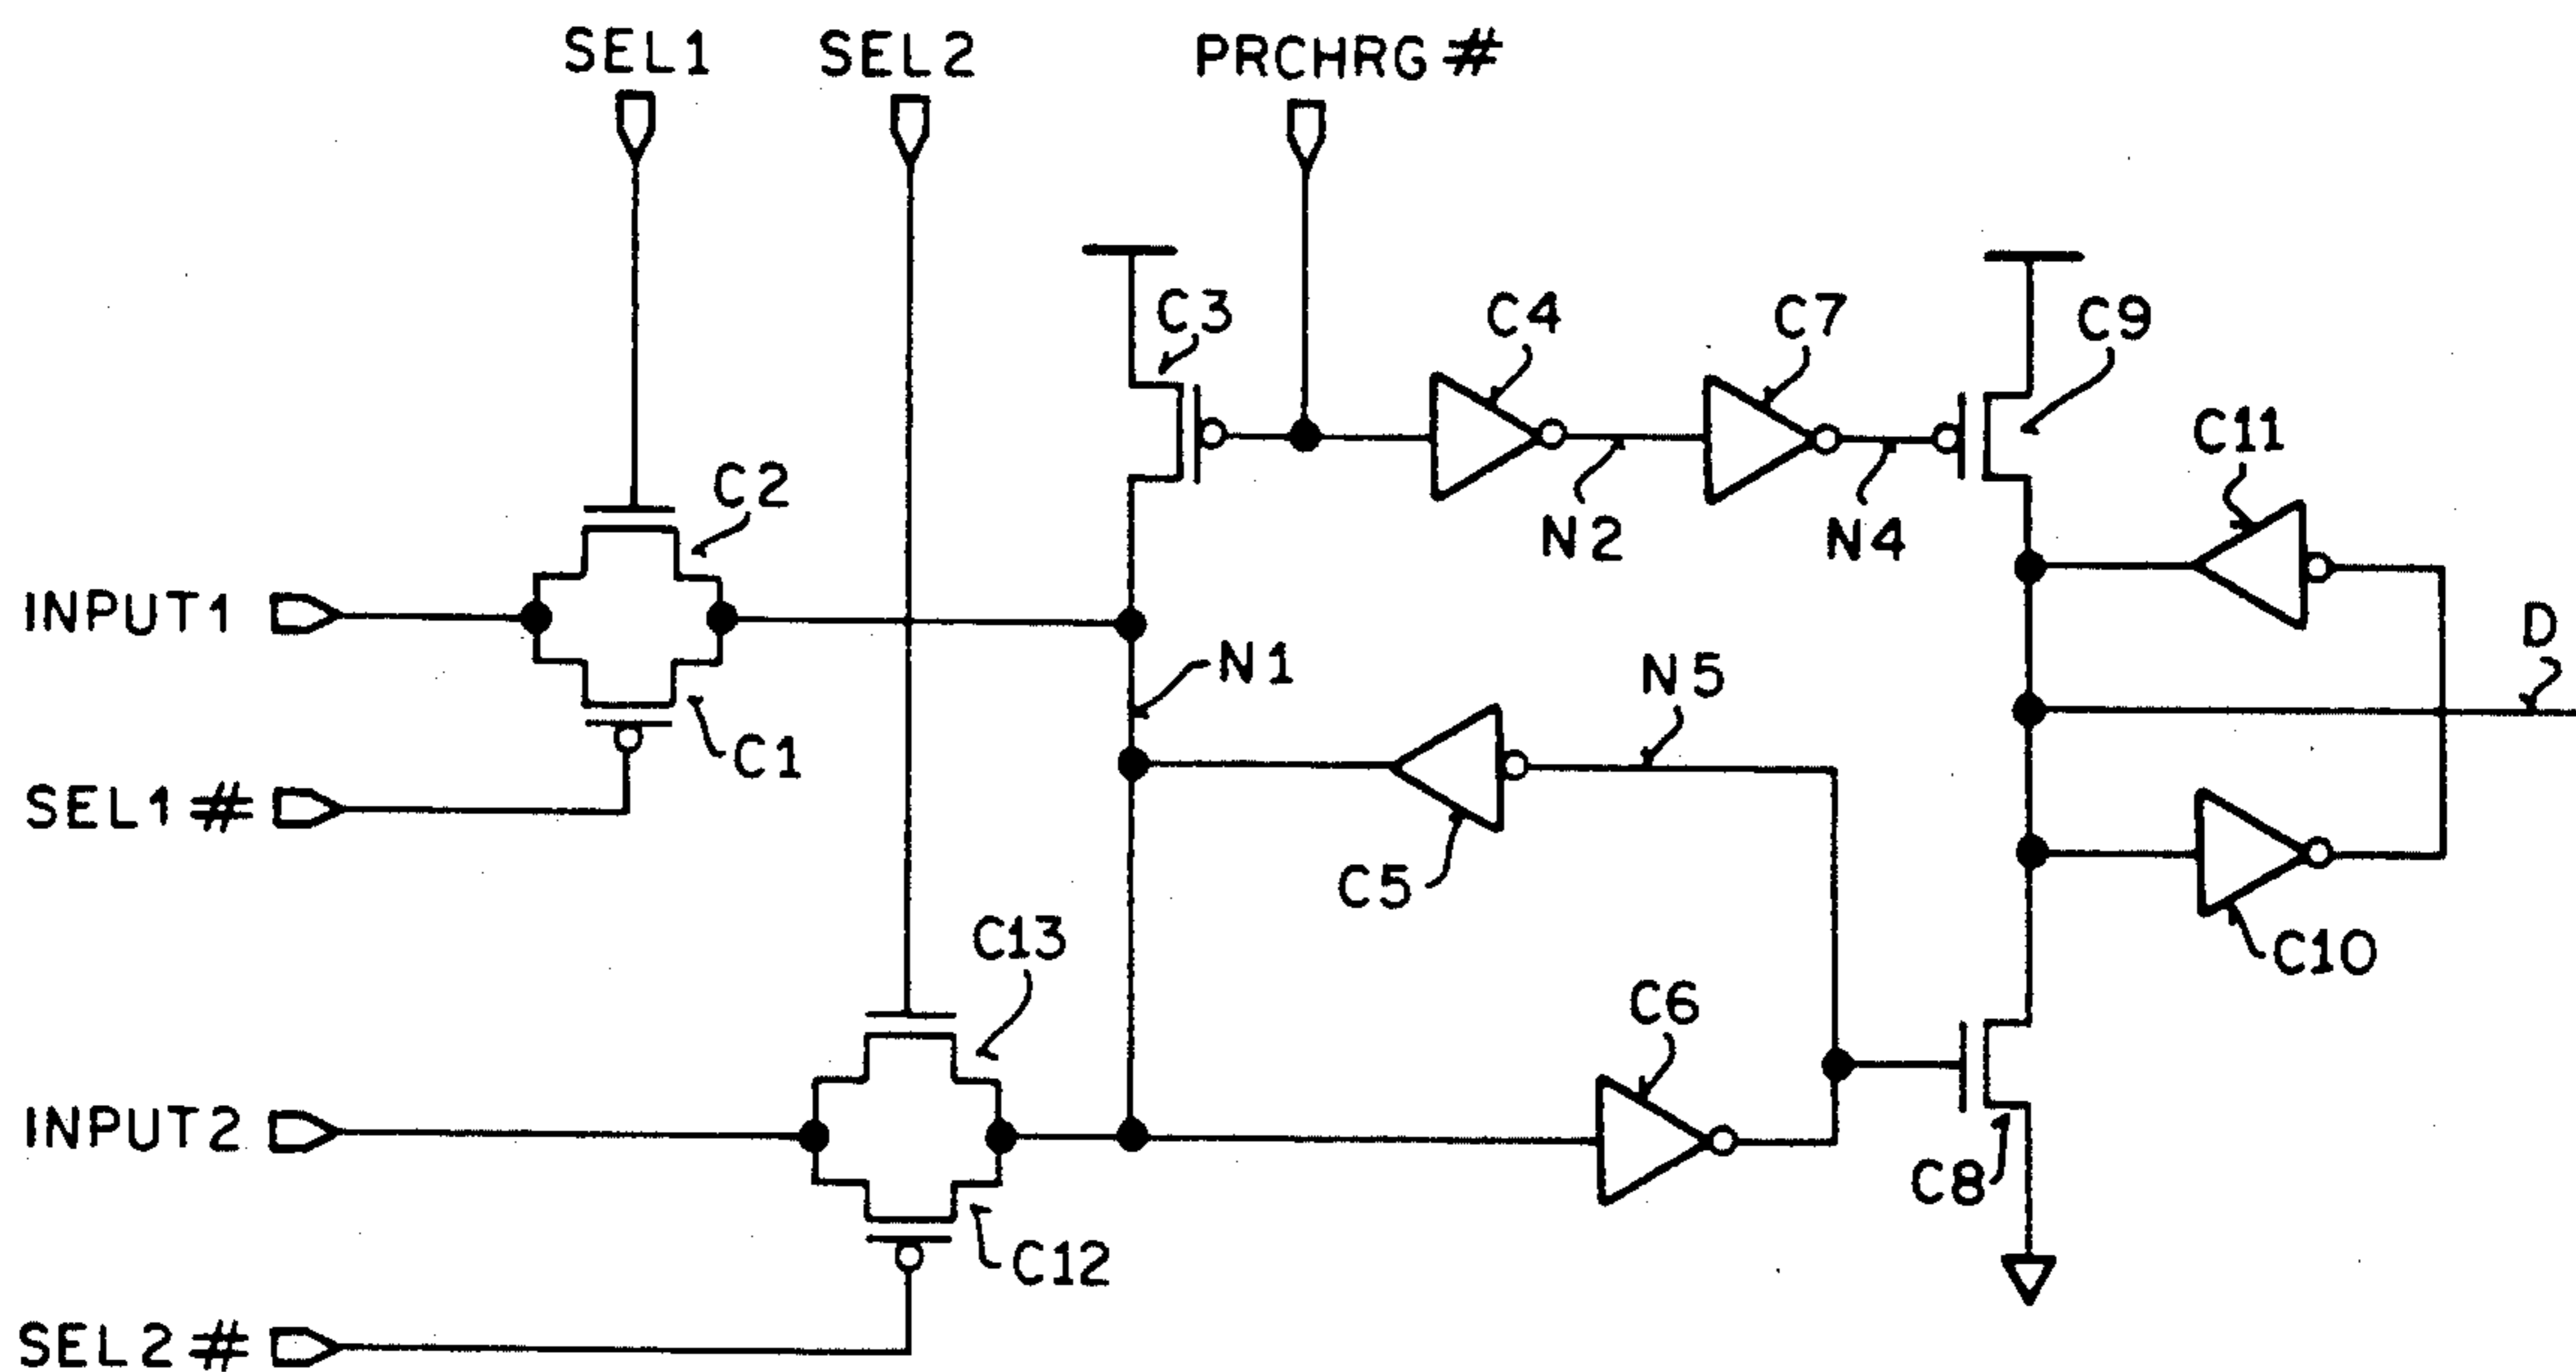 SEL1 SEL2 PRCHRG #
C3 C4 C7 C9
C11
C2
N2 N4
INPUT1
D
N1 N5
C1
SEL1 #
C5
C13
C10
C6
INPUT2
C8
C12
SEL2 #